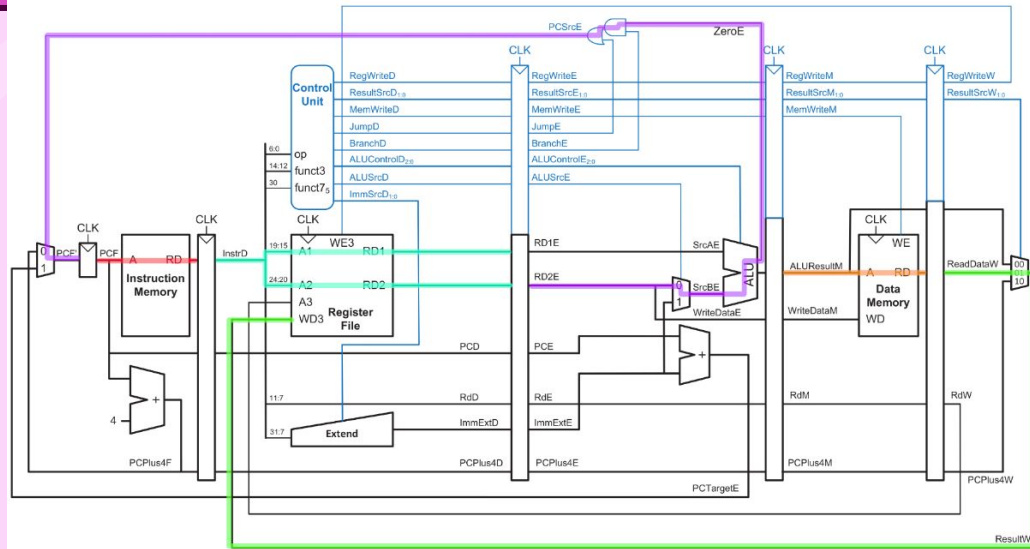 PCSrcE
ZeroE
CLK
CLK
CLK
Control
Unit
RegWriteD
RegWriteE
RegWriteM
RegWriteW
ResultSrcD1:0
ResultSrcE1:0
ResultSrcM1:0
ResultSrcW1:0
MemWriteD
MemWriteE
MemWriteM
JumpD
JumpE
BranchD
BranchE
6:0
op
ALUControlD2:0
ALUControlE2:0
14:12
funct3
ALUSrcD
ALUSrcE
30
funct75
ImmSrcD1:0
CLK
CLK
CLK
CLK
WE3
WE
0
1
PCF'
PCF
A
RD
Instruction
Memory
InstrD
19:15
A1
RD1
RD1E
SrcAE
24:20
A2
RD2
RD2E
0
1
SrcBE
ALU
ALUResultM
A
RD
Data
Memory
ReadDataW
00
01
10
A3
WD3
Register
File
WriteDataE
WriteDataM
WD
PCD
PCE
+
4
+
11:7
RdD
RdE
RdM
RdW
31:7
Extend
ImmExtD
ImmExtE
PCPlus4F
PCPlus4D
PCPlus4E
PCPlus4M
PCPlus4W
PCTargetE
ResultW